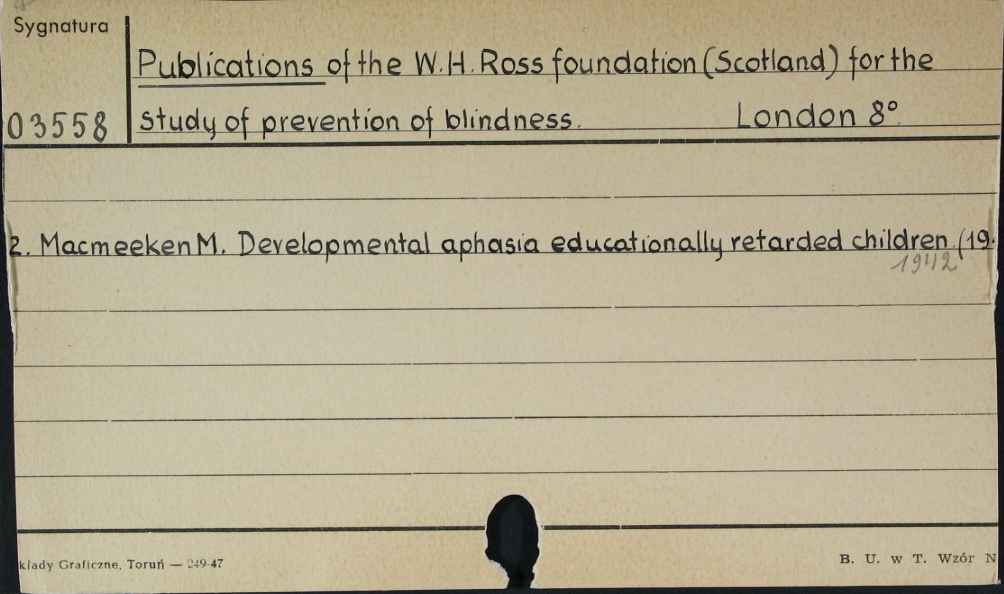 Sygnatura
Publications of the W.H. Ross foundation (Scotland) for the
03558 study of prevention of blindness. London 8°
2. Macmeeken M. Developmental aphasia educationally retarded children (19.
1942
kłady Graficzne, Toruń — 249-47
B. U. w T. Wzór N